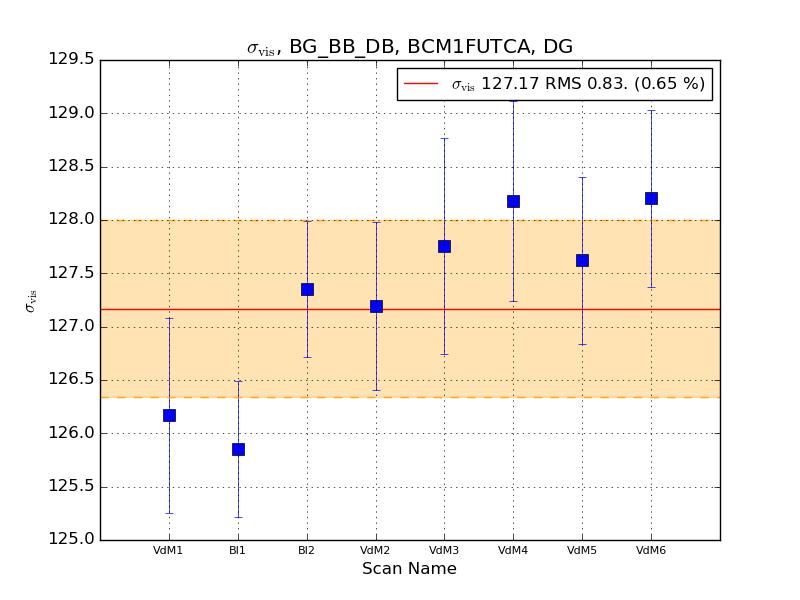 σvis, BG_BB_DB, BCM1FUTCA, DG
σvis 127.17 RMS 0.83. (0.65 %)
129.5
129.0
128.5
128.0
127.5
127.0
126.5
126.0
125.5
125.0
σvis
VdM1 BI1 BI2 VdM2 VdM3 VdM4 VdM5 VdM6
Scan Name